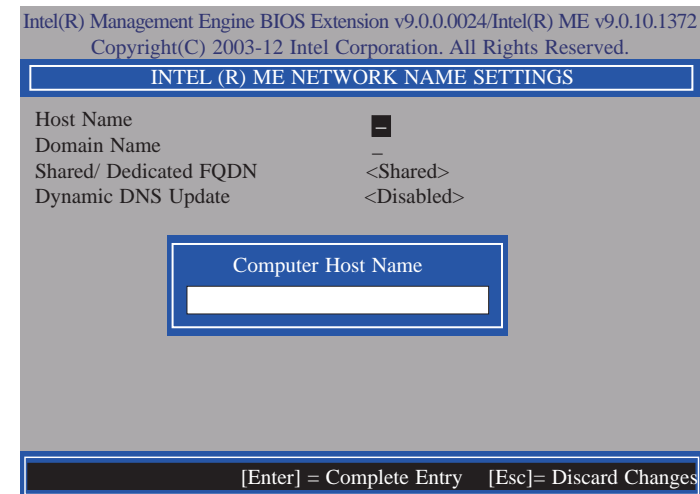 Intel(R) Management Engine BIOS Extension v9.0.0.0024/Intel(R) ME v9.0.10.1372
Copyright(C) 2003-12 Intel Corporation. All Rights Reserved.
INTEL (R) ME NETWORK NAME SETTINGS
Host Name _
Domain Name _
Shared/ Dedicated FQDN <Shared>
Dynamic DNS Update <Disabled>
Computer Host Name
[Enter] = Complete Entry [Esc]= Discard Changes